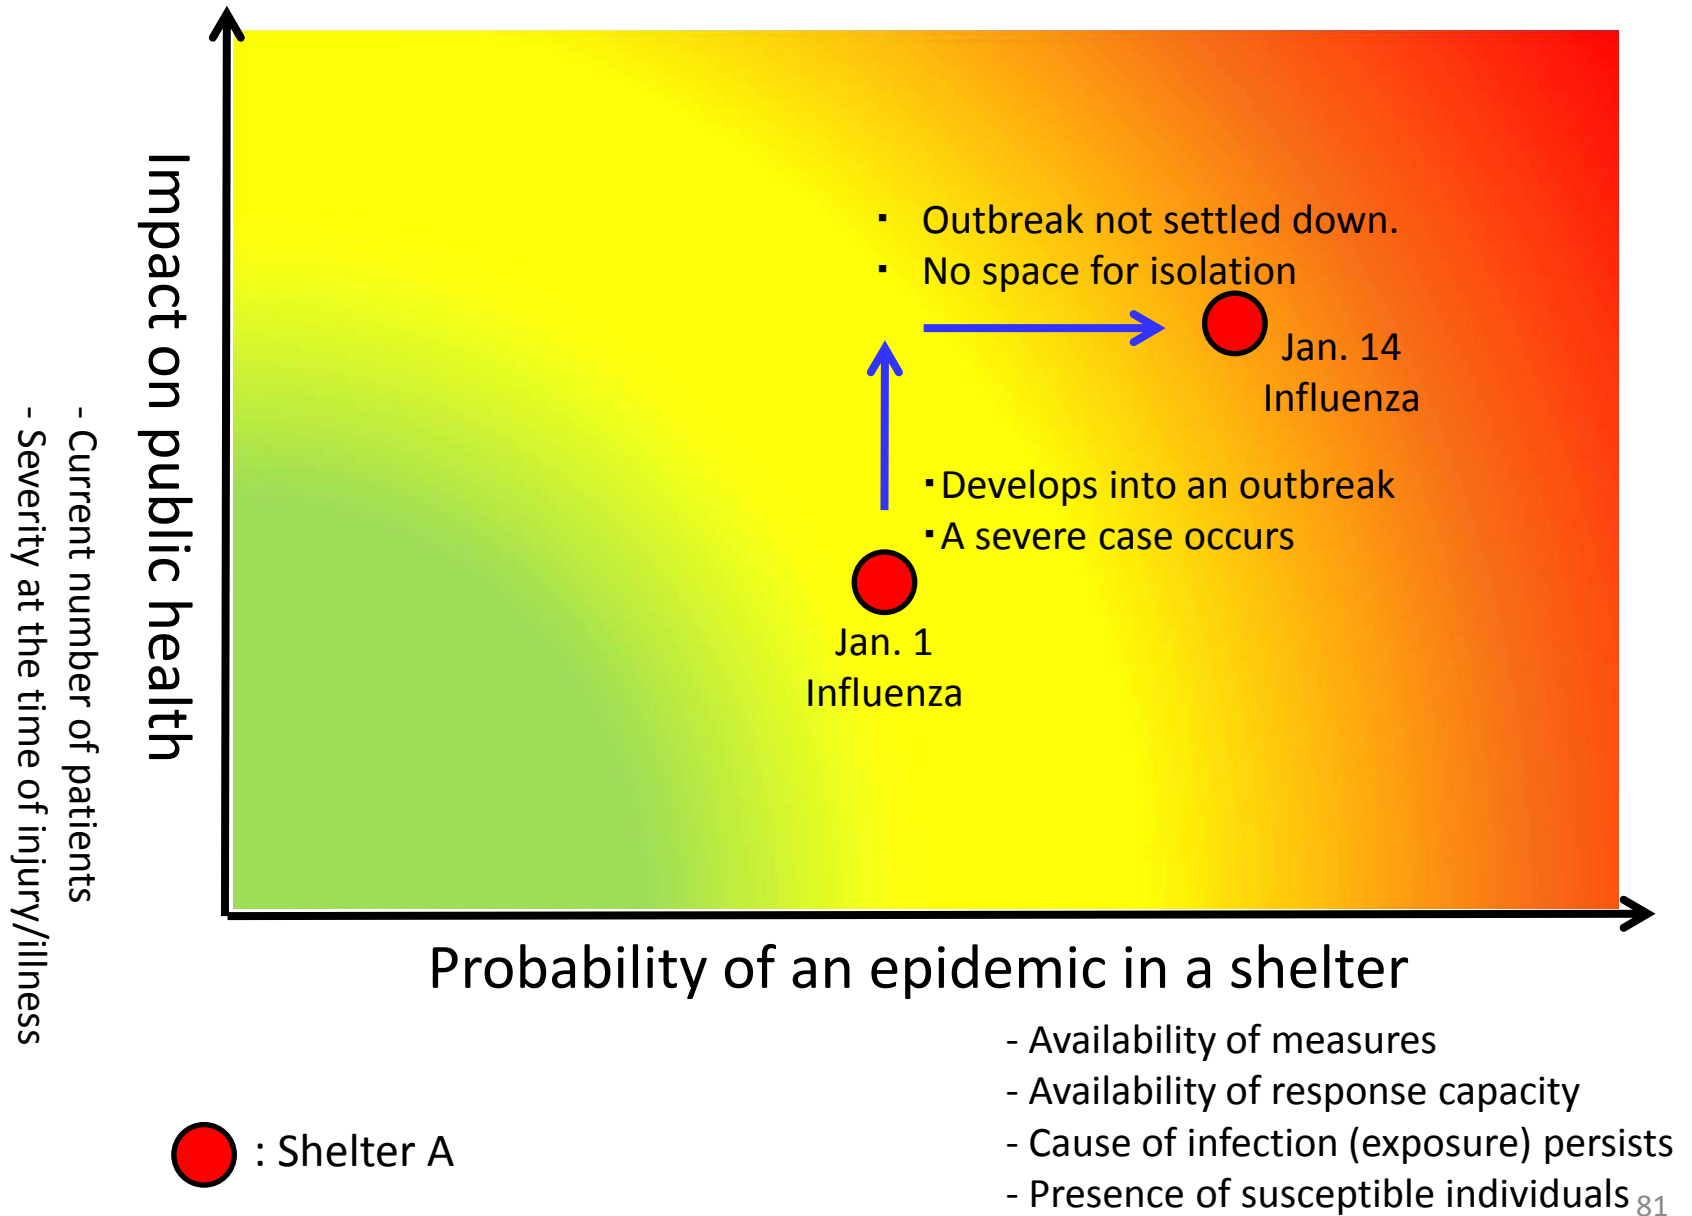 Impact on public health
- Current number of patients
- Severity at the time of injury/illness
▪ Outbreak not settled down.
▪ No space for isolation
Jan. 14
Influenza
▪Develops into an outbreak
▪A severe case occurs
Jan. 1
Influenza
Probability of an epidemic in a shelter
- Availability of measures
- Availability of response capacity
- Cause of infection (exposure) persists
- Presence of susceptible individuals
: Shelter A
81